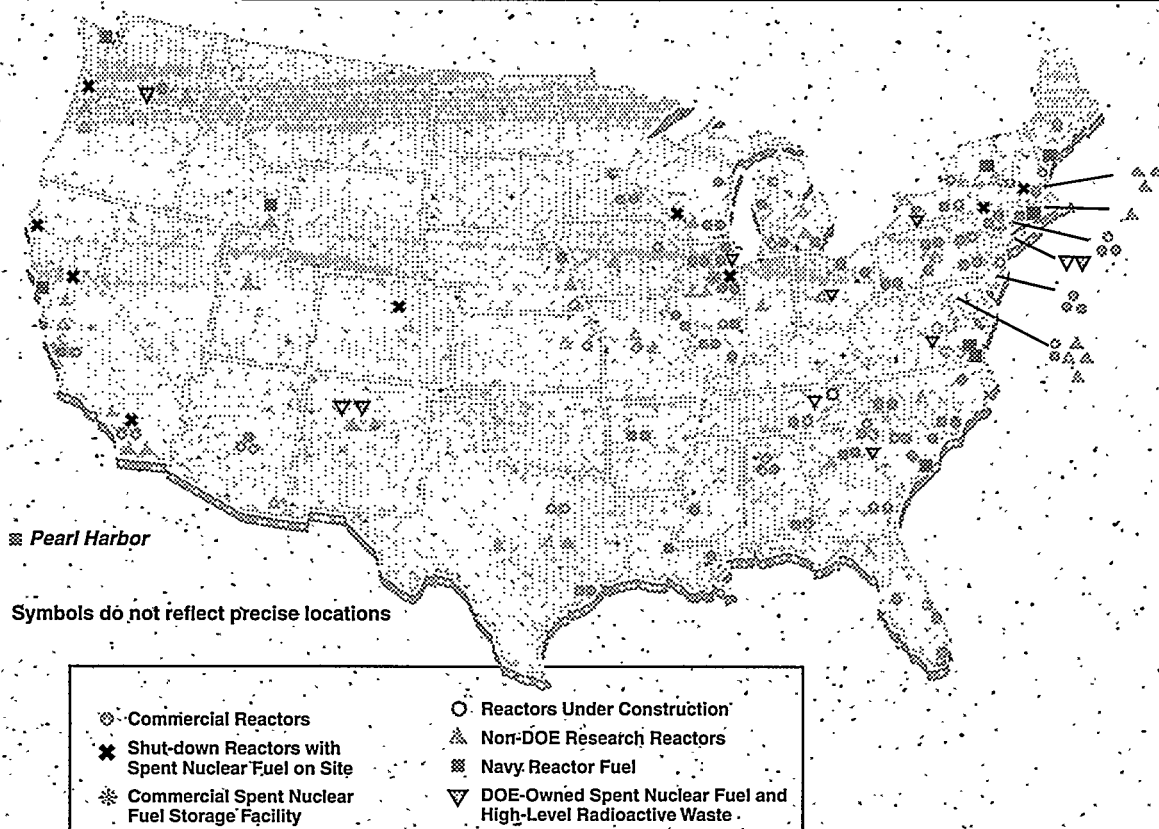 Pearl Harbor
Symbols do not reflect precise locations
Commercial Reactors
Shut-down Reactors with
Spent Nuclear Fuel on Site
Commercial Spent Nuclear
Fuel Storage Facility
Reactors Under Construction
Non-DOE Research Reactors
Navy Reactor Fuel
DOE-Owned Spent Nuclear Fuel and
High-Level Radioactive Waste